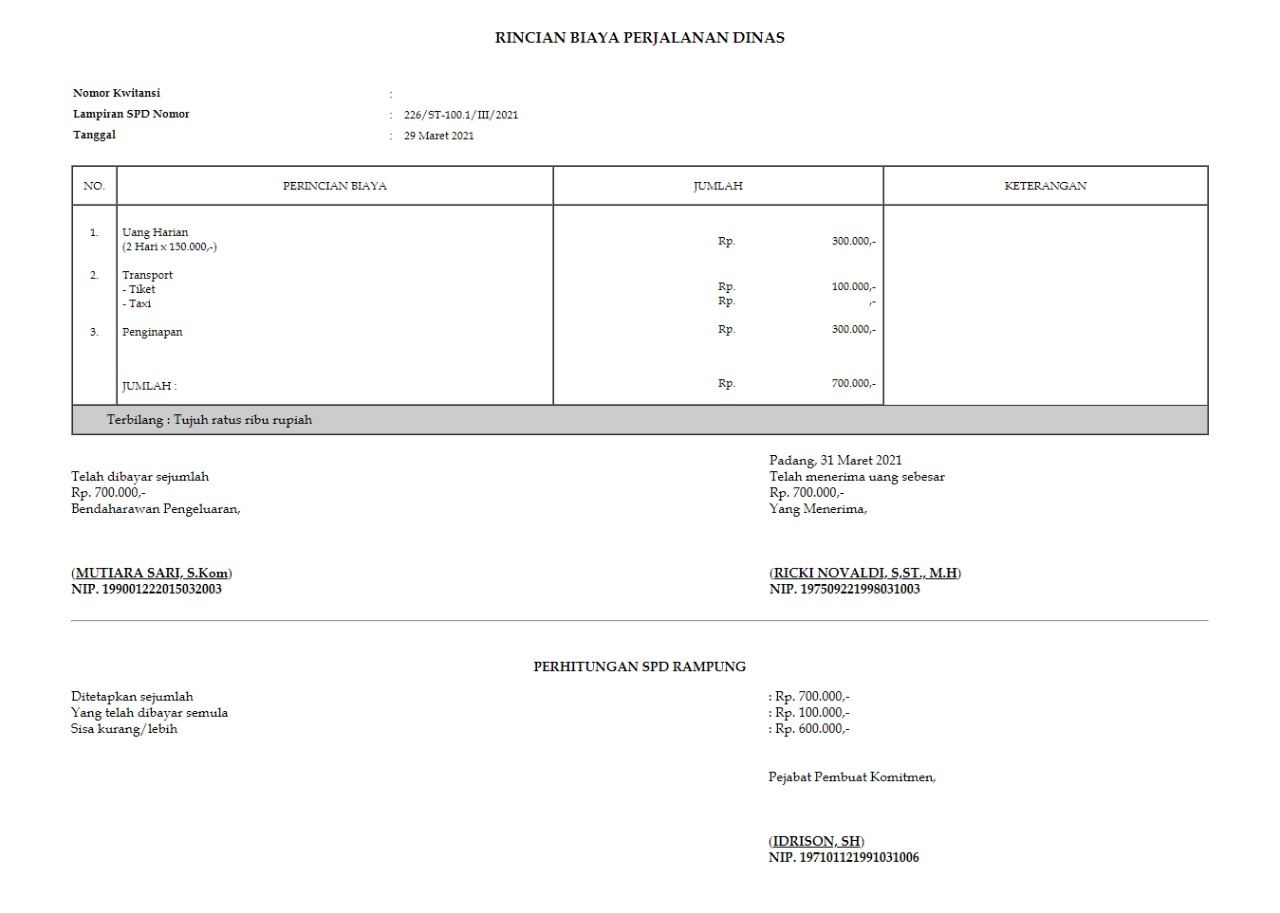 RINCIAN BIAYA PERJALANAN DINAS
Nomor Kwitansi :
Lampiran SPD Nomor : 226/ST-100.1/III/2021
Tanggal : 29 Maret 2021
NO. PERINCIAN BIAYA JUMLAH KETERANGAN
1. Uang Harian
(2 Hari x 150.000,-) Rp. 300.000,-
2. Transport
- Tiket Rp. 100.000,-
- Taxi Rp. ,-
3. Penginapan Rp. 300.000,-
JUMLAH : Rp. 700.000,-
Terbilang : Tujuh ratus ribu rupiah
Padang, 31 Maret 2021
Telah dibayar sejumlah Telah menerima uang sebesar
Rp. 700.000,- Rp. 700.000,-
Bendaharawan Pengeluaran, Yang Menerima,
(MUTIARA SARI, S.Kom) (RICKI NOVALDI, S,ST., M.H)
NIP. 199001222015032003 NIP. 197509221998031003
PERHITUNGAN SPD RAMPUNG
Ditetapkan sejumlah : Rp. 700.000,-
Yang telah dibayar semula : Rp. 100.000,-
Sisa kurang/lebih : Rp. 600.000,-
Pejabat Pembuat Komitmen,
(IDRISON, SH)
NIP. 197101121991031006